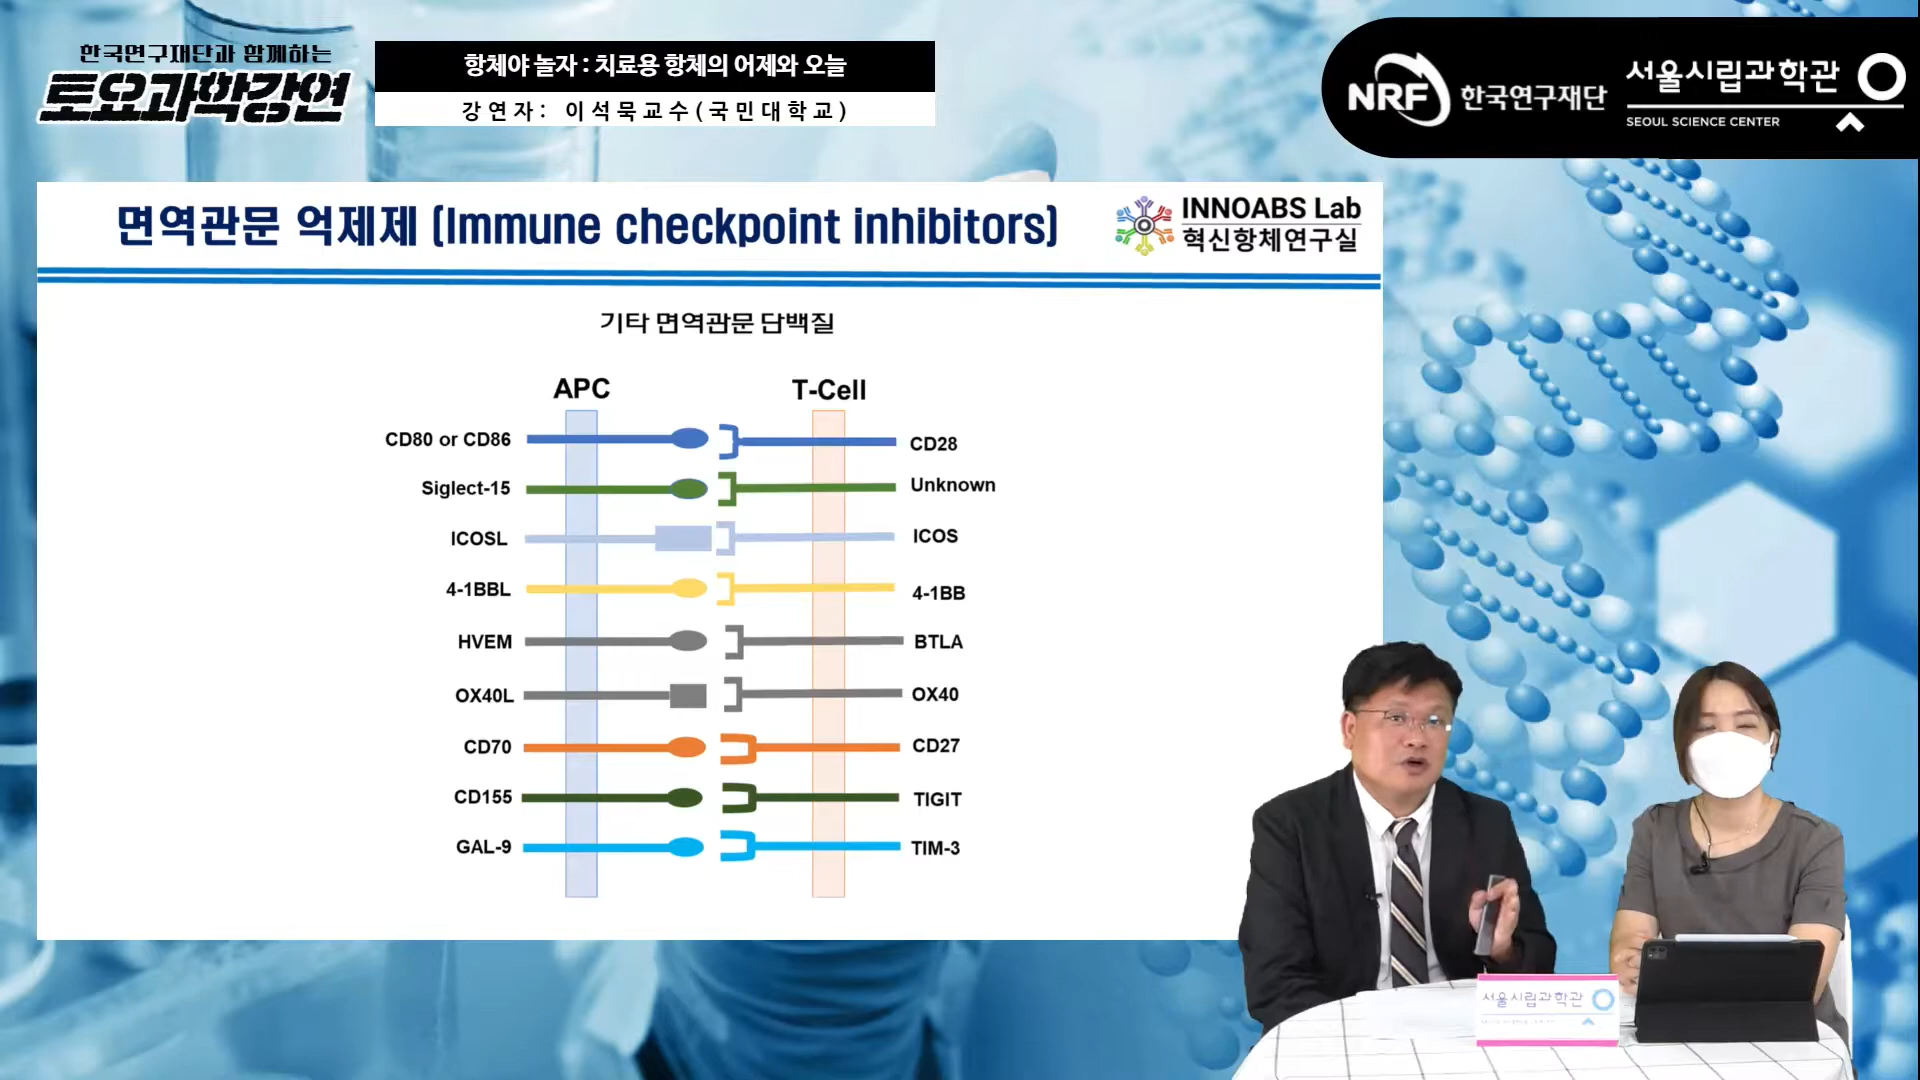 한국연구재단과 함께하는
토요과학강연
항체야 놀자 : 치료용 항체의 어제와 오늘
강연자: 이석묵교수(국민대학교)
NRF 한국연구재단
서울시립과학관
SEOUL SCIENCE CENTER
면역관문 억제제 (Immune checkpoint inhibitors)
INNOABS Lab
혁신항체연구실
기타 면역관문 단백질
APC T-Cell
CD80 or CD86 CD28
Siglect-15 Unknown
ICOSL ICOS
4-1BBL 4-1BB
HVEM BTLA
OX40L OX40
CD70 CD27
CD155 TIGIT
GAL-9 TIM-3
서울시립과학관